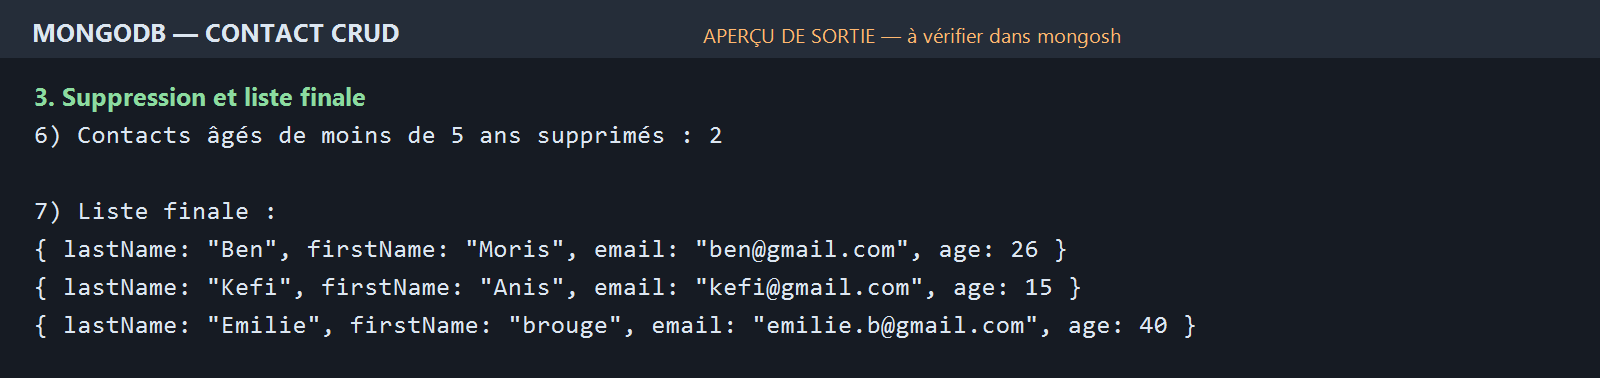 MONGODB — CONTACT CRUD
APERÇU DE SORTIE — à vérifier dans mongosh
3. Suppression et liste finale
6) Contacts âgés de moins de 5 ans supprimés : 2
7) Liste finale :
{ lastName: "Ben", firstName: "Moris", email: "ben@gmail.com", age: 26 }
{ lastName: "Kefi", firstName: "Anis", email: "kefi@gmail.com", age: 15 }
{ lastName: "Emilie", firstName: "brouge", email: "emilie.b@gmail.com", age: 40 }